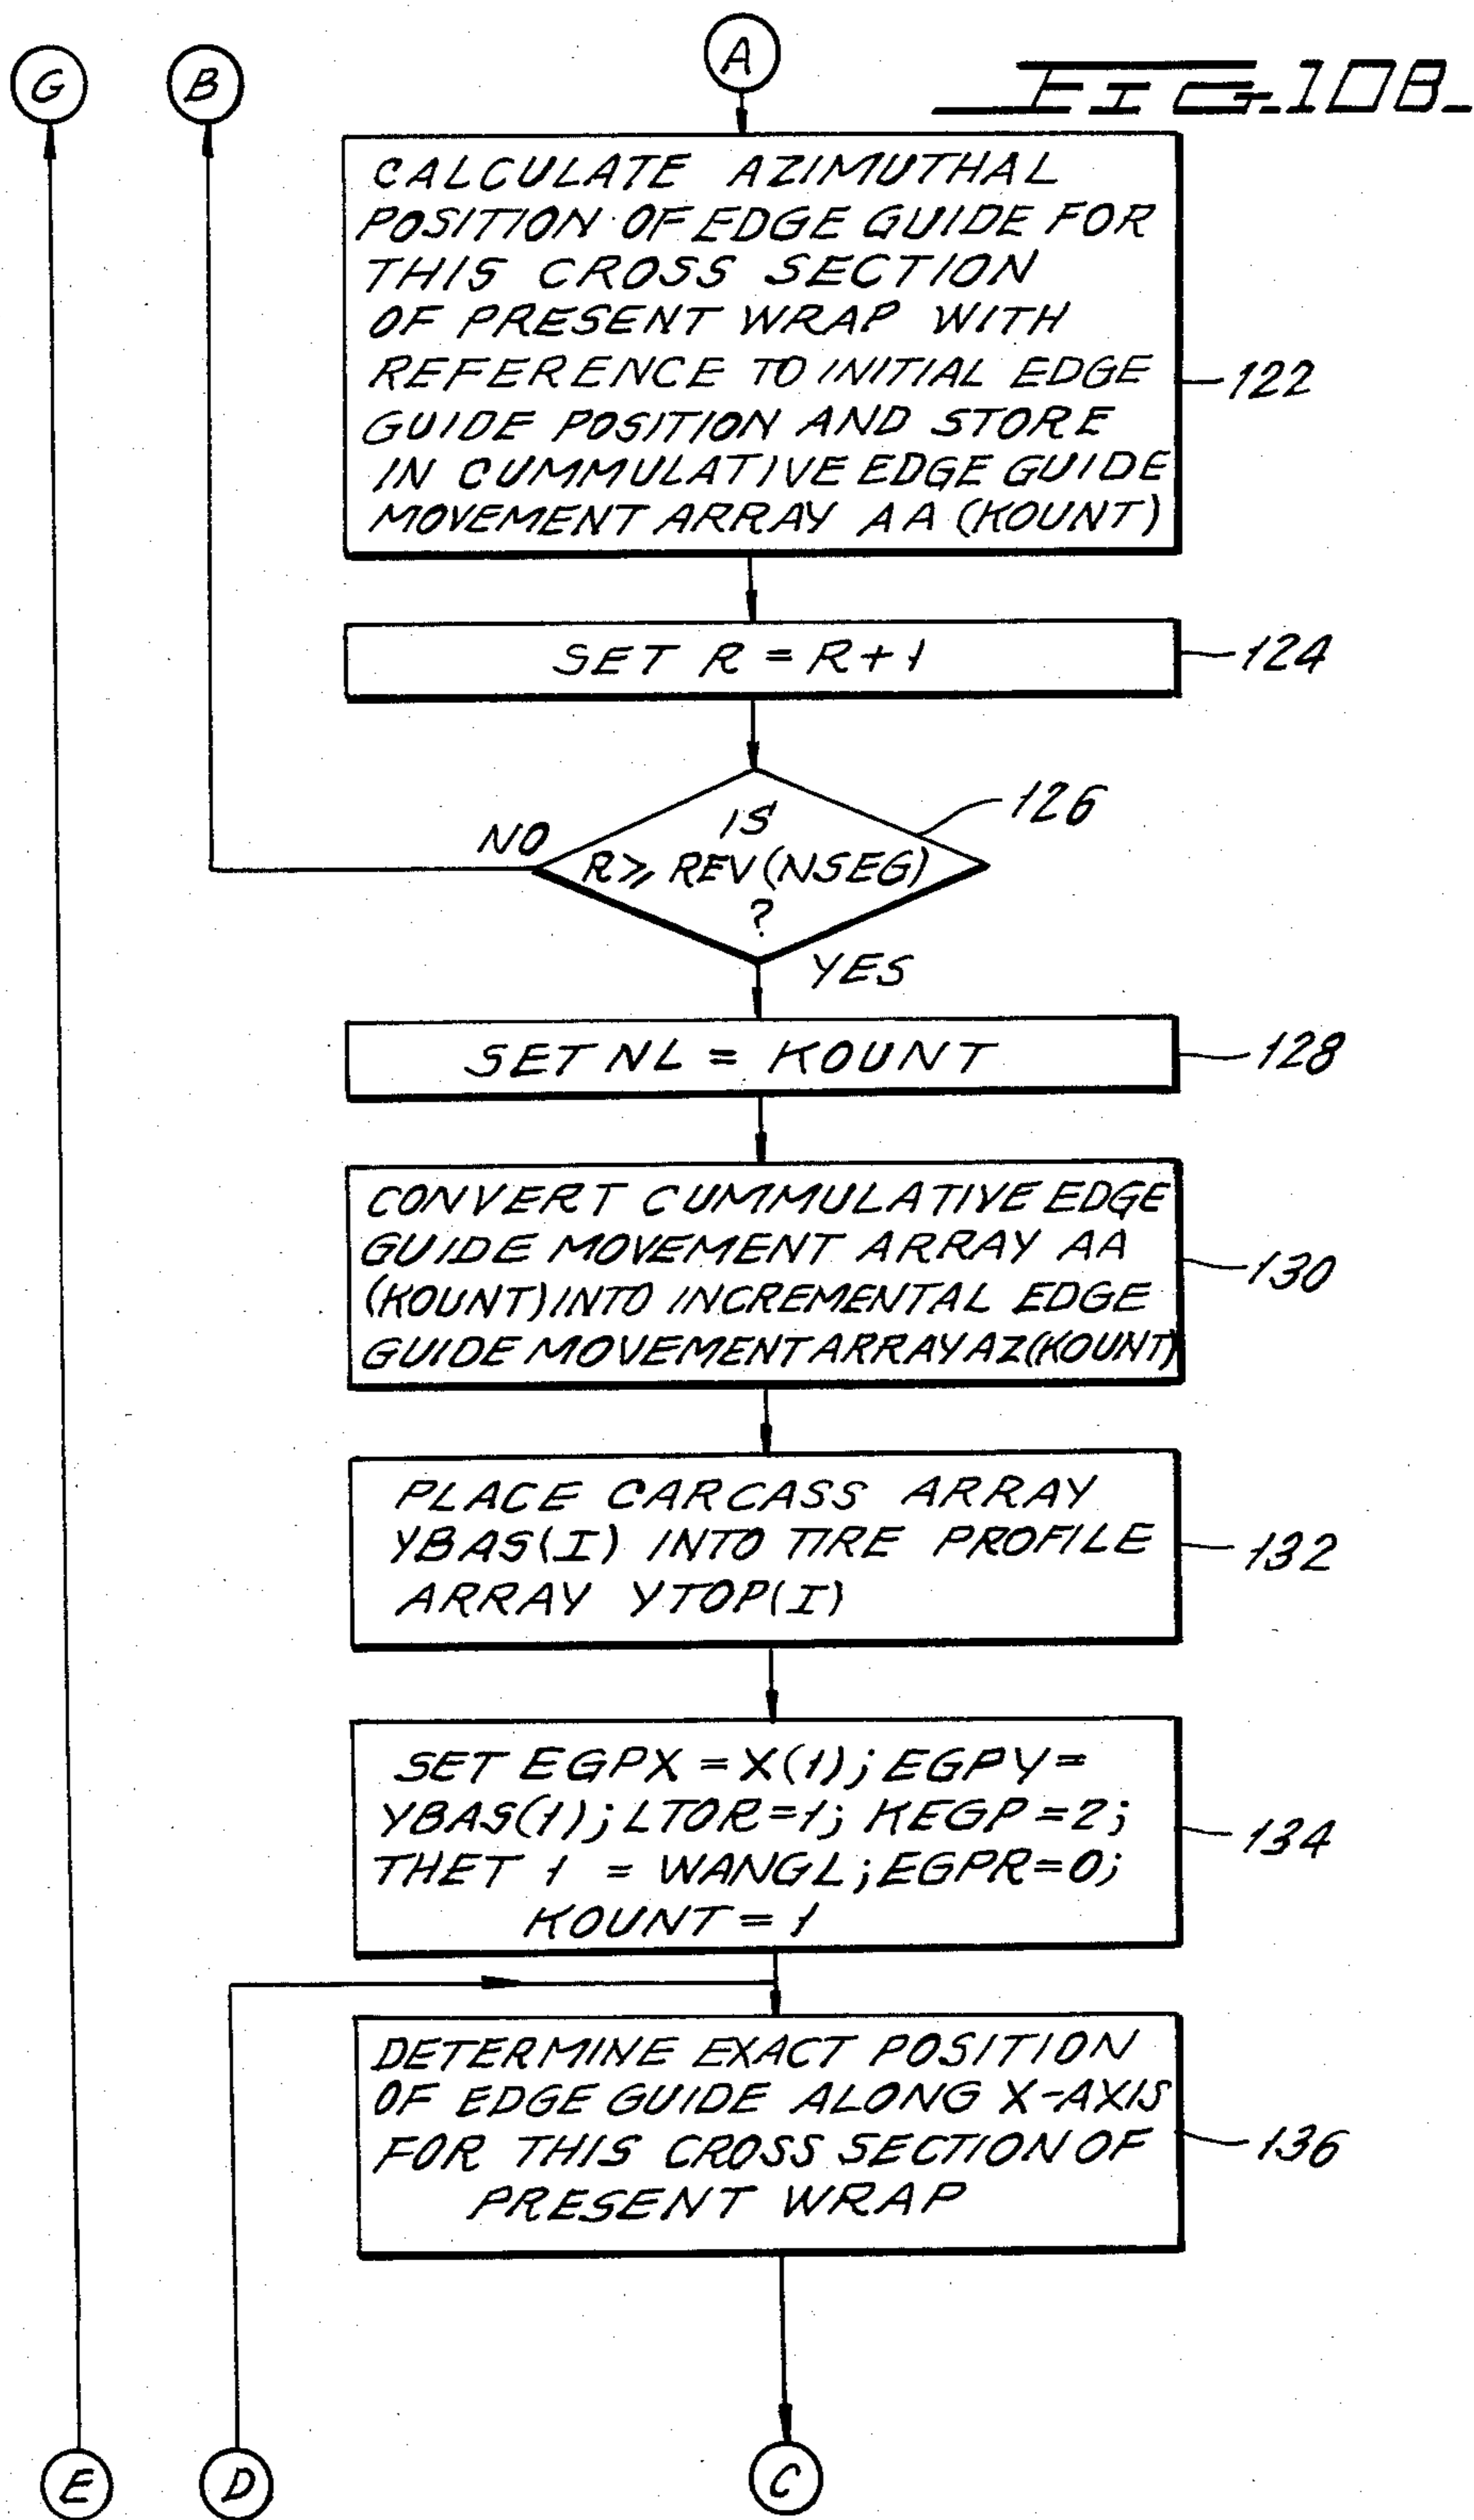 G
B
A
FIG.10B.
CALCULATE AZIMUTHAL
POSITION OF EDGE GUIDE FOR
THIS CROSS SECTION
OF PRESENT WRAP WITH
REFERENCE TO INITIAL EDGE
GUIDE POSITION AND STORE
IN CUMMULATIVE EDGE GUIDE
MOVEMENT ARRAY AA (KOUNT)
122
SET R = R+1
124
IS
R≥ REV(NSEG)
?
126
NO
YES
SET NL = KOUNT
128
CONVERT CUMMULATIVE EDGE
GUIDE MOVEMENT ARRAY AA
(KOUNT) INTO INCREMENTAL EDGE
GUIDE MOVEMENT ARRAY AZ(KOUNT)
130
PLACE CARCASS ARRAY
YBAS(I) INTO TIRE PROFILE
ARRAY YTOP(I)
132
SET EGPX = X(1); EGPY=
YBAS(1); LTOR=1; KEGP=2;
THET 1 = WANGL; EGPR=0;
KOUNT=1
134
DETERMINE EXACT POSITION
OF EDGE GUIDE ALONG X-AXIS
FOR THIS CROSS SECTION OF
PRESENT WRAP
136
E
D
C